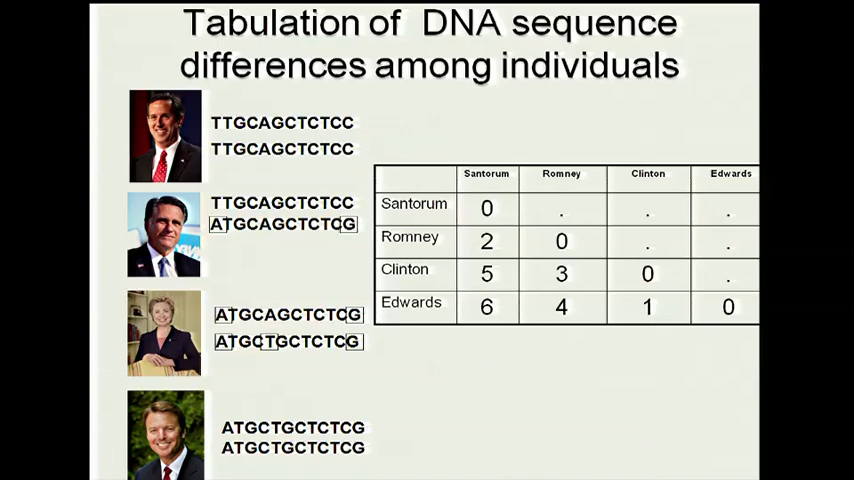 Tabulation of DNA sequence
differences among individuals
TTGCAGCTCTCC
TTGCAGCTCTCC
TTGCAGCTCTCC
ATGCAGCTCTCG
ATGCAGCTCTCG
ATGCTGCTCTCG
ATGCTGCTCTCG
ATGCTGCTCTCG
Santorum Romney Clinton Edwards
Santorum 0 . . .
Romney 2 0 . .
Clinton 5 3 0 .
Edwards 6 4 1 0